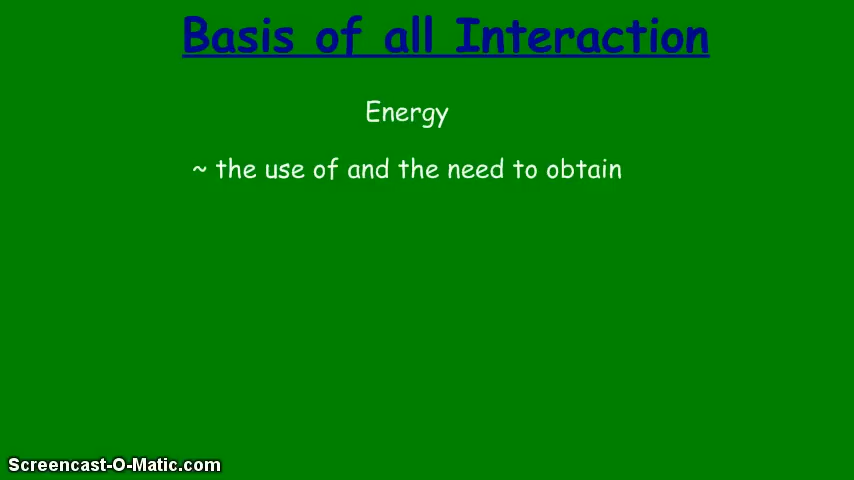 Basis of all Interaction
Energy
~ the use of and the need to obtain
Screencast-O-Matic.com